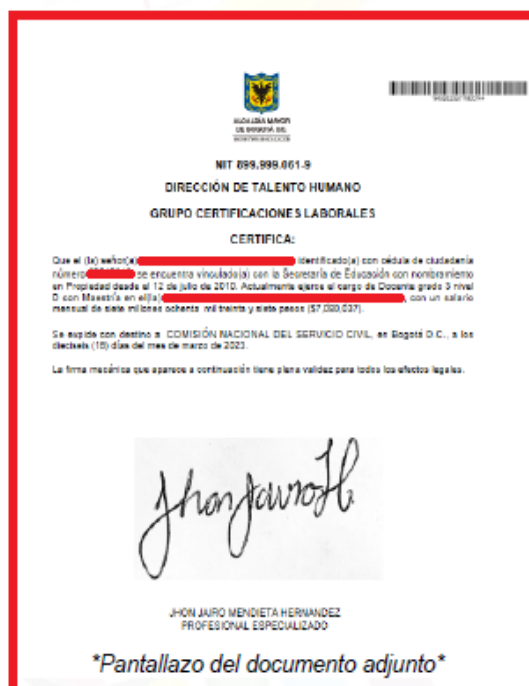 ALCALDÍA MAYOR
DE BOGOTÁ D.C.
NIT 899.999.061-9
DIRECCIÓN DE TALENTO HUMANO
GRUPO CERTIFICACIONES LABORALES
CERTIFICA:
Que el (la) señor(a) identificado(a) con cédula de ciudadanía
número se encuentra vinculado(a) con la Secretaría de Educación con nombramiento
en Propiedad desde el 12 de julio de 2010. Actualmente ejerce el cargo de Docente grado 3 nivel
D con Maestría en el(la) , con un salario
mensual de siete millones ochenta mil treinta y siete pesos ($7,080,037).
Se expide con destino a COMISIÓN NACIONAL DEL SERVICIO CIVIL, en Bogotá D.C., a los
dieciseis (16) días del mes de marzo de 2023.
La firma mecánica que aparece a continuación tiene plena validez para todos los efectos legales.
Jhon Jairo H.
JHON JAIRO MENDIETA HERNANDEZ
PROFESIONAL ESPECIALIZADO
*Pantallazo del documento adjunto*